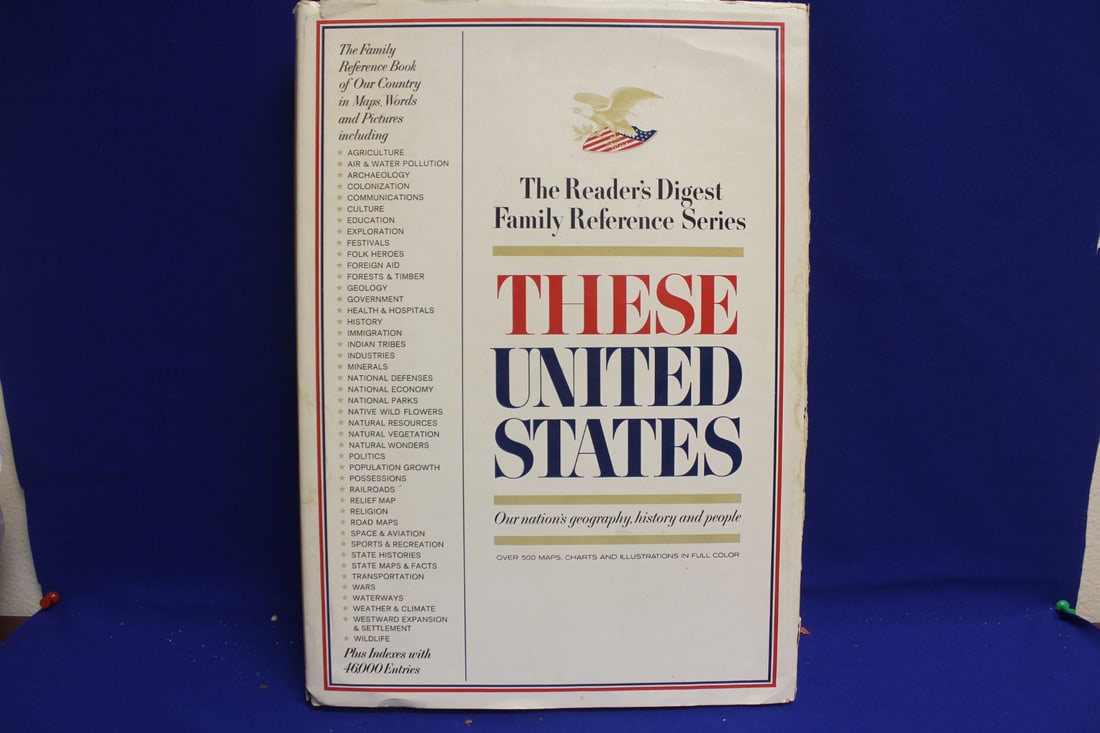 The Family
Reference Book
of Our Country
in Maps, Words
and Pictures
including
AGRICULTURE
AIR & WATER POLLUTION
ARCHAEOLOGY
COLONIZATION
COMMUNICATIONS
CULTURE
EDUCATION
EXPLORATION
FESTIVALS
FOLK HEROES
FOREIGN AID
FORESTS & TIMBER
GEOLOGY
GOVERNMENT
HEALTH & HOSPITALS
HISTORY
IMMIGRATION
INDIAN TRIBES
INDUSTRIES
MINERALS
NATIONAL DEFENSES
NATIONAL ECONOMY
NATIONAL PARKS
NATIVE WILD FLOWERS
NATURAL RESOURCES
NATURAL VEGETATION
NATURAL WONDERS
POLITICS
POPULATION GROWTH
POSSESSIONS
RAILROADS
RELIEF MAP
RELIGION
ROAD MAPS
SPACE & AVIATION
SPORTS & RECREATION
STATE HISTORIES
STATE MAPS & FACTS
TRANSPORTATION
WARS
WATERWAYS
WEATHER & CLIMATE
WESTWARD EXPANSION
& SETTLEMENT
WILDLIFE
Plus Indexes with
46,000 Entries
The Reader's Digest
Family Reference Series
THESE
UNITED
STATES
Our nation's geography, history and people
OVER 500 MAPS, CHARTS AND ILLUSTRATIONS IN FULL COLOR